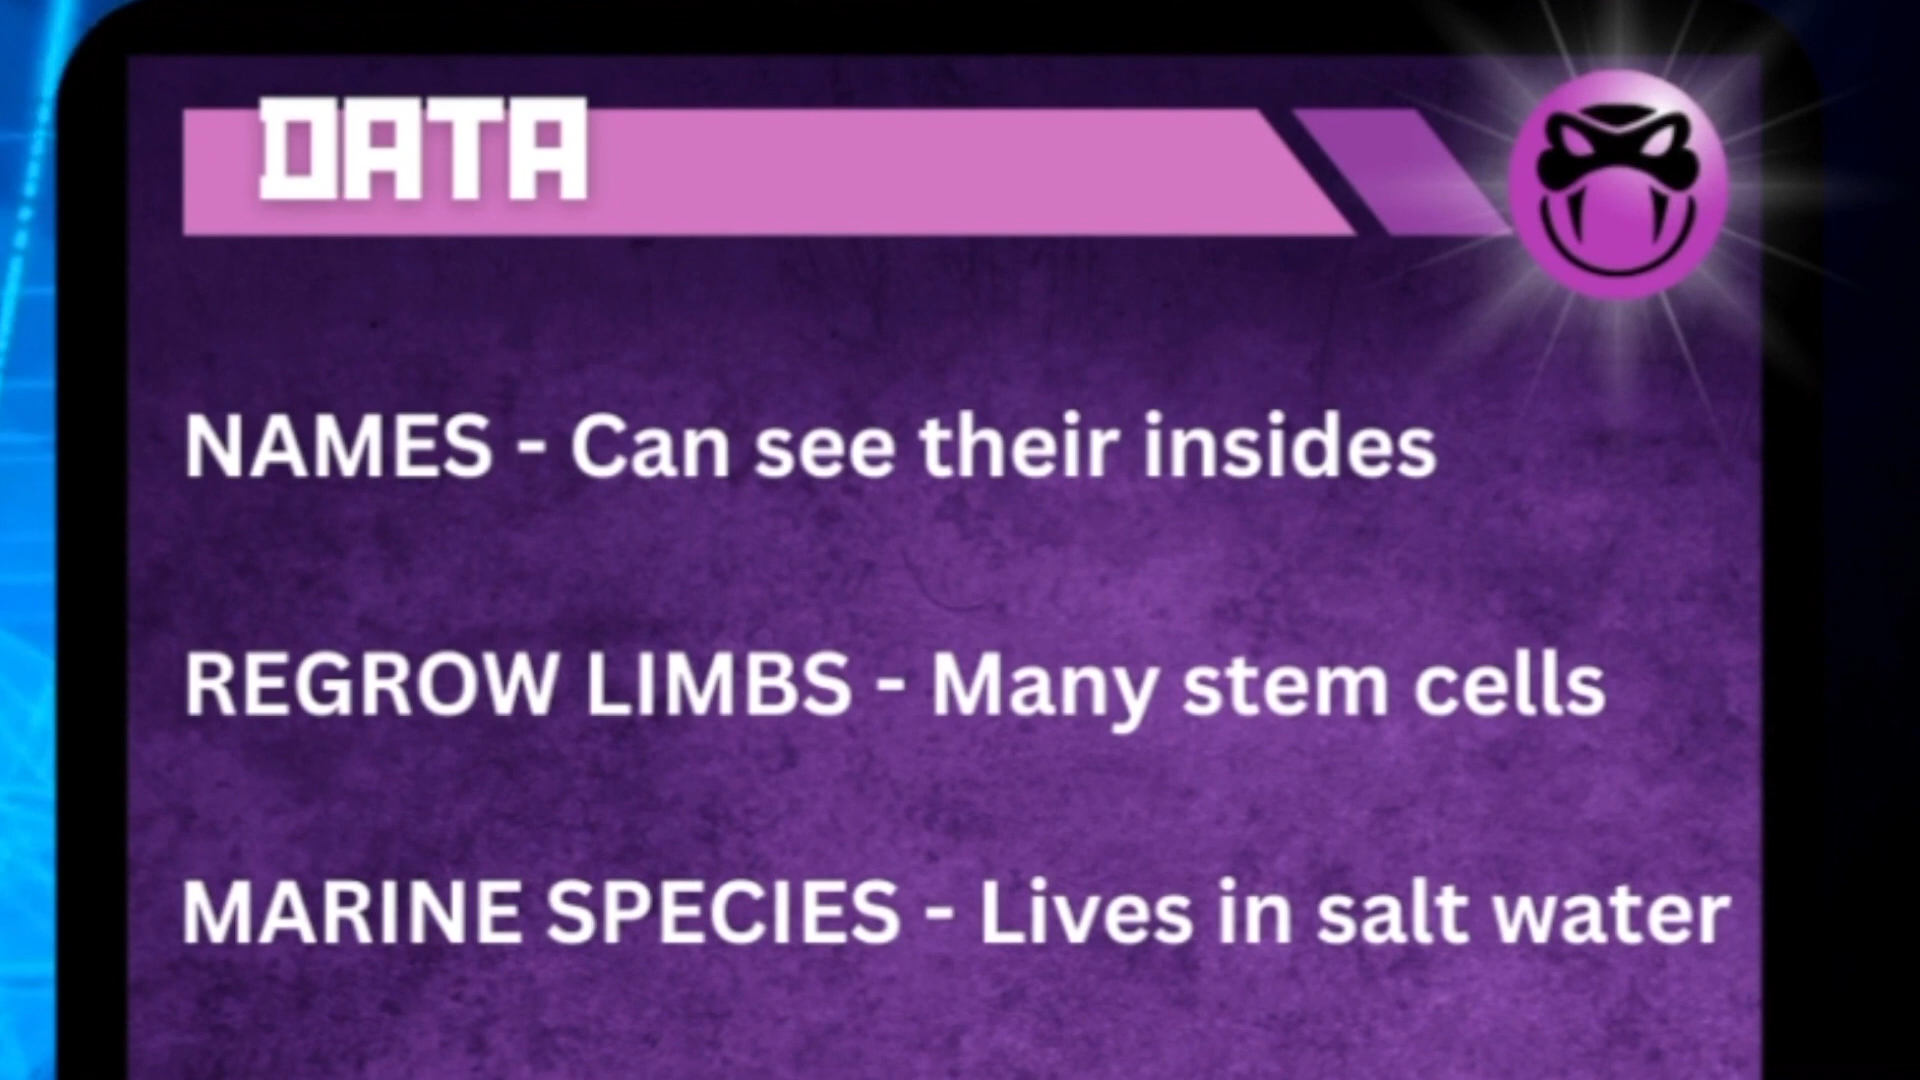 DATA
NAMES - Can see their insides
REGROW LIMBS - Many stem cells
MARINE SPECIES - Lives in salt water